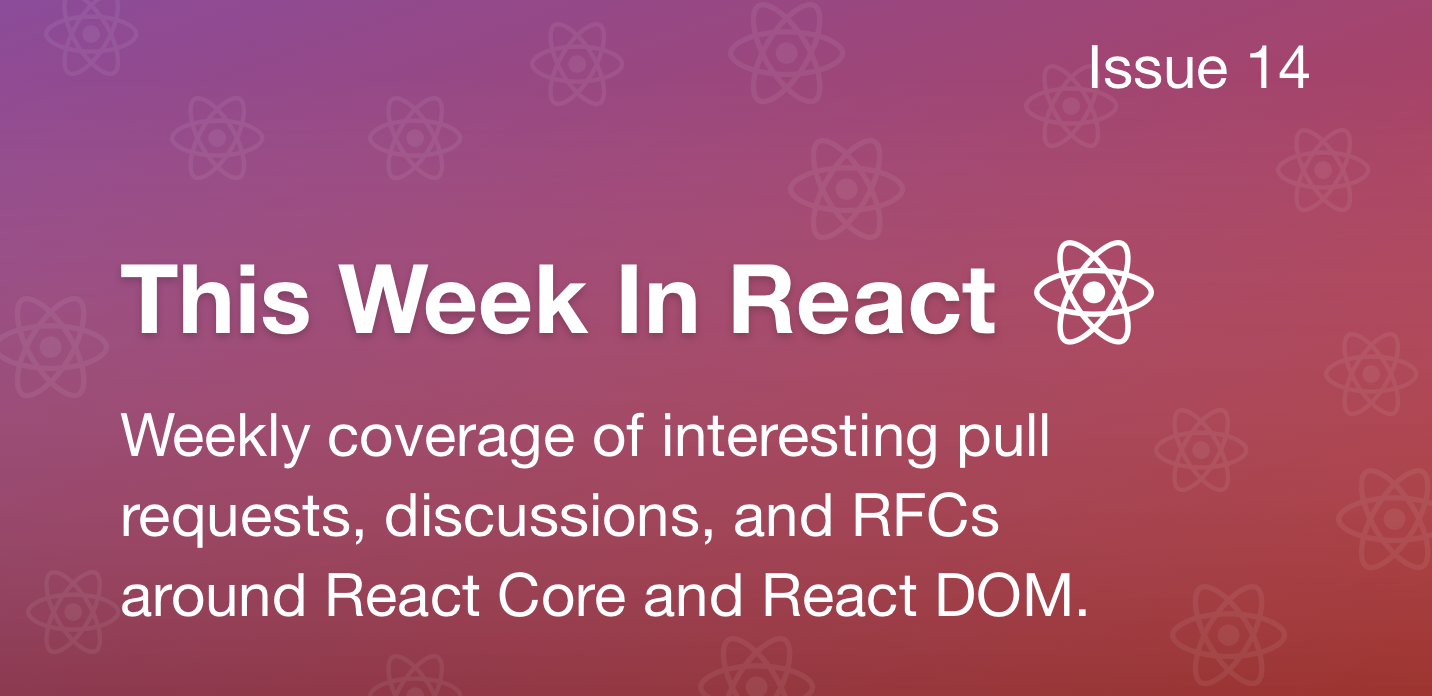 Issue 14
This Week In React
Weekly coverage of interesting pull
requests, discussions, and RFCs
around React Core and React DOM.